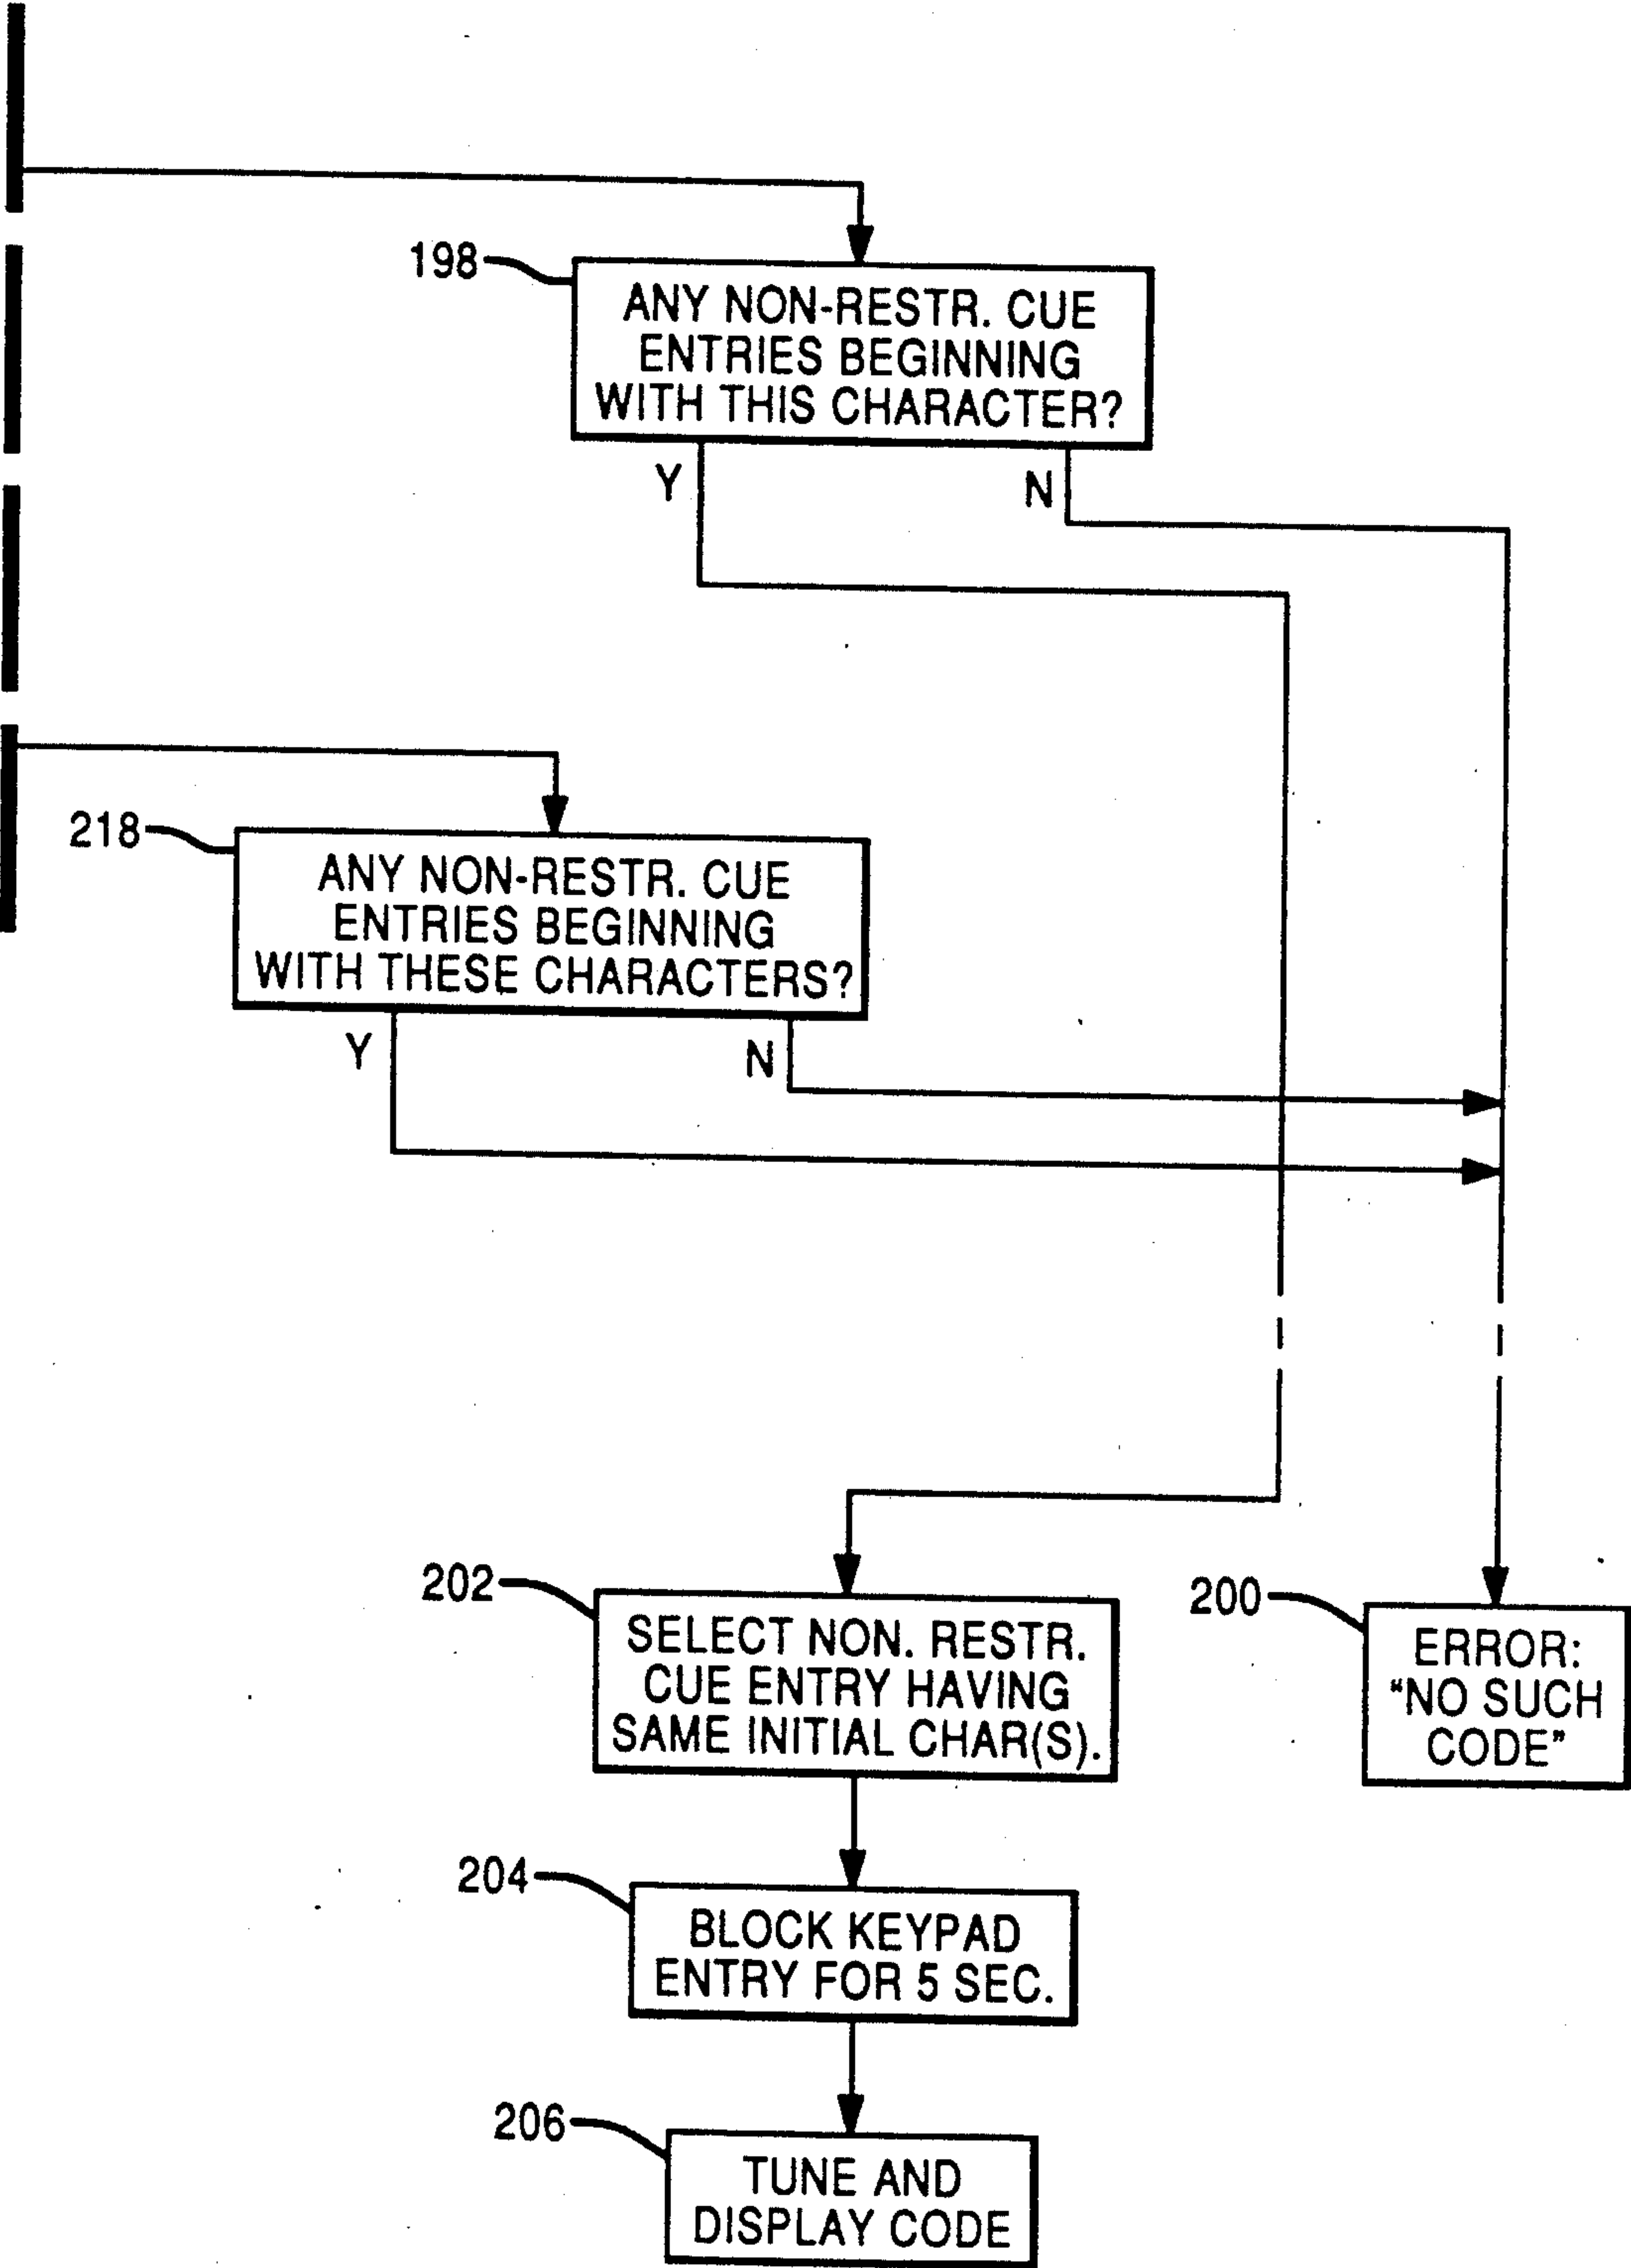 198
ANY NON-RESTR. CUE
ENTRIES BEGINNING
WITH THIS CHARACTER?
Y
N
218
ANY NON-RESTR. CUE
ENTRIES BEGINNING
WITH THESE CHARACTERS?
Y
N
202
SELECT NON. RESTR.
CUE ENTRY HAVING
SAME INITIAL CHAR(S).
200
ERROR:
“NO SUCH
CODE”
204
BLOCK KEYPAD
ENTRY FOR 5 SEC.
206
TUNE AND
DISPLAY CODE